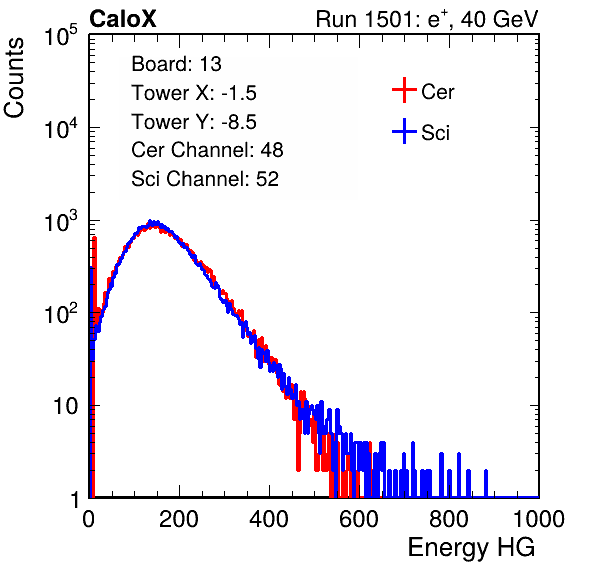 CaloX Run 1501: e⁺, 40 GeV
Counts
Board: 13
Tower X: -1.5
Tower Y: -8.5
Cer Channel: 48
Sci Channel: 52
Cer
Sci
10⁵
10⁴
10³
10²
10
1
0 200 400 600 800 1000
Energy HG